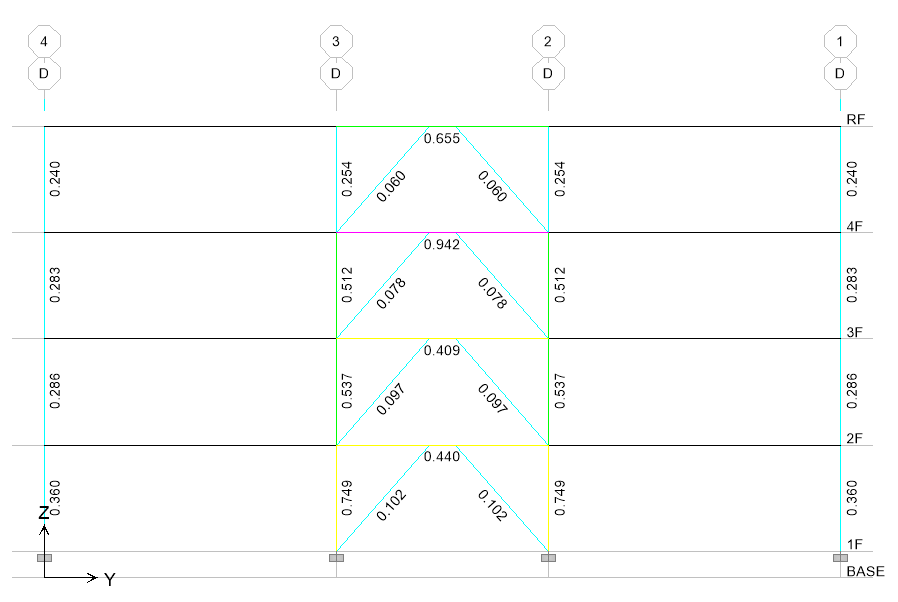 4 3 2 1
D D D D
RF
0.655
0.240 0.254 0.060 0.060 0.254 0.240
4F
0.942
0.283 0.512 0.078 0.078 0.512 0.283
3F
0.409
0.286 0.537 0.097 0.097 0.537 0.286
2F
0.440
0.360 0.749 0.102 0.102 0.749 0.360
Z
1F
BASE
Y